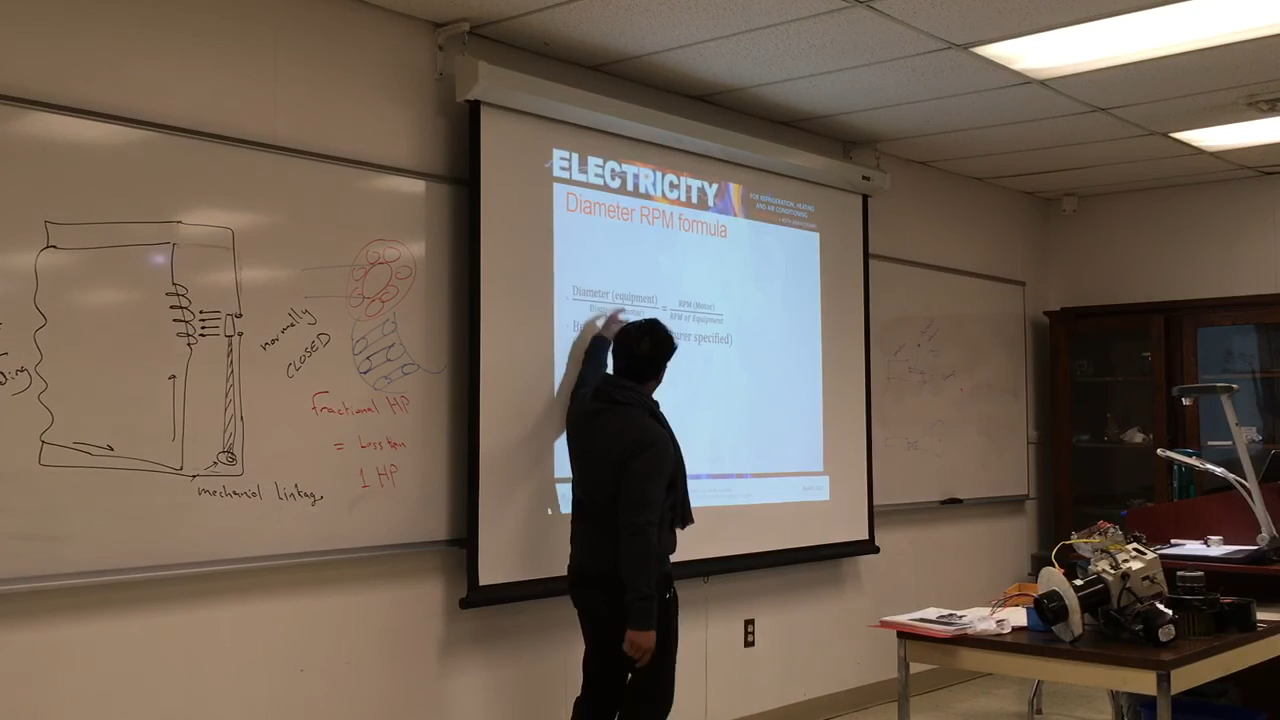 normally
CLOSED
fractional HP
= Less then
1 HP
mechanical Linkage
ELECTRICITY
FOR REFRIGERATION, HEATING
AND AIR CONDITIONING
Diameter RPM formula
Diameter (equipment)
= RPM (Motor)
RPM of Equipment
urer specified)